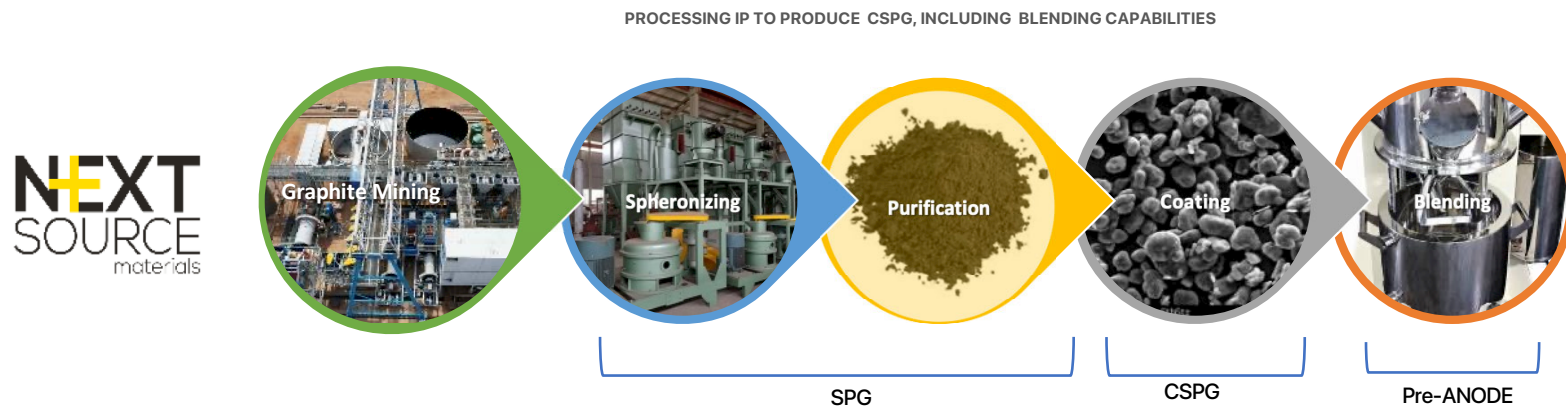 PROCESSING IP TO PRODUCE CSPG, INCLUDING BLENDING CAPABILITIES
NEXT
SOURCE
materials
Graphite Mining
Spheronizing
Purification
Coating
Blending
SPG
CSPG
Pre-ANODE